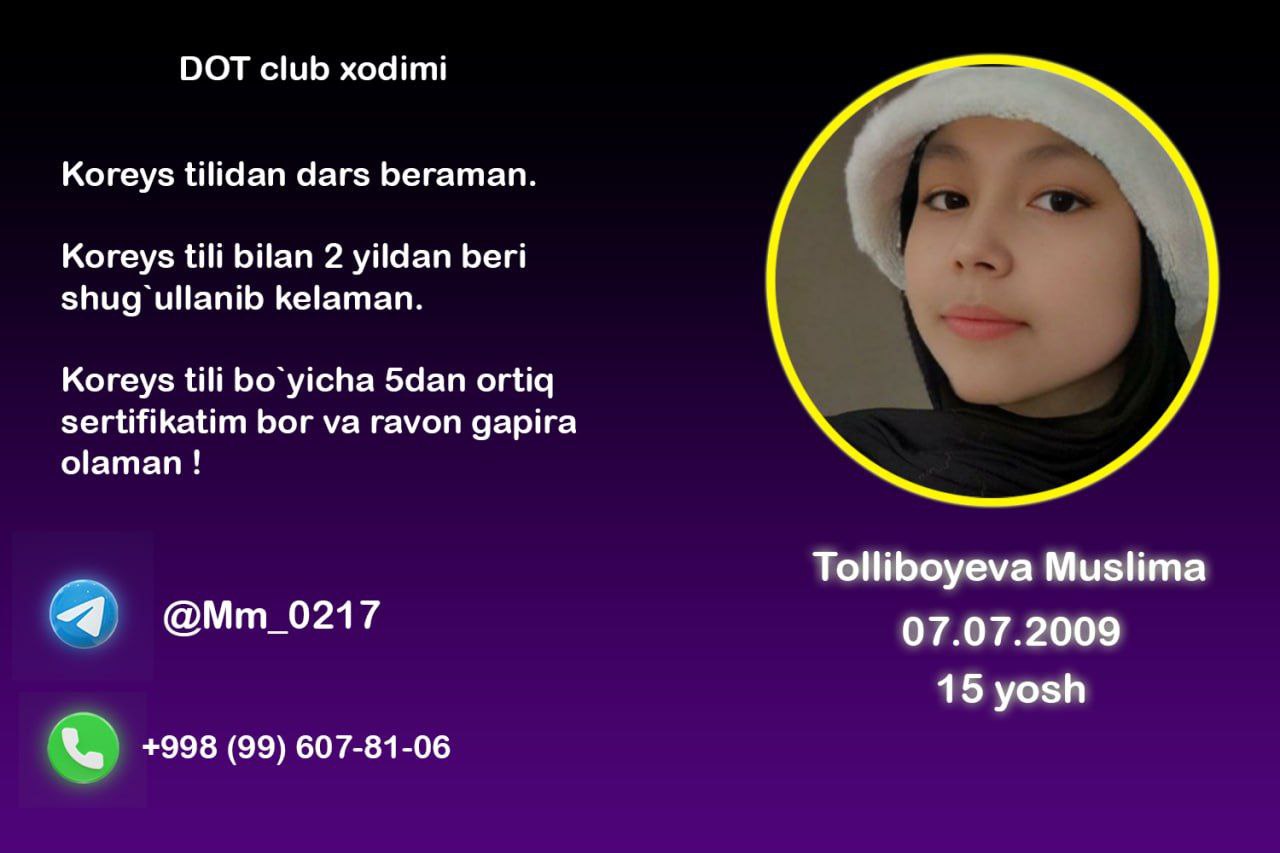 DOT club xodimi
Koreys tilidan dars beraman.
Koreys tili bilan 2 yildan beri
shug`ullanib kelaman.
Koreys tili bo`yicha 5dan ortiq
sertifikatim bor va ravon gapira
olaman !
@Mm_0217
+998 (99) 607-81-06
Tolliboyeva Muslima
07.07.2009
15 yosh